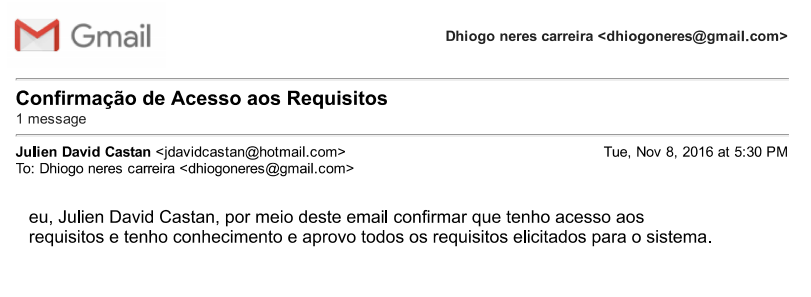 Gmail
Dhiogo neres carreira <dhiogoneres@gmail.com>
Confirmação de Acesso aos Requisitos
1 message
Julien David Castan <jdavidcastan@hotmail.com>
Tue, Nov 8, 2016 at 5:30 PM
To: Dhiogo neres carreira <dhiogoneres@gmail.com>
eu, Julien David Castan, por meio deste email confirmar que tenho acesso aos
requisitos e tenho conhecimento e aprovo todos os requisitos elicitados para o sistema.